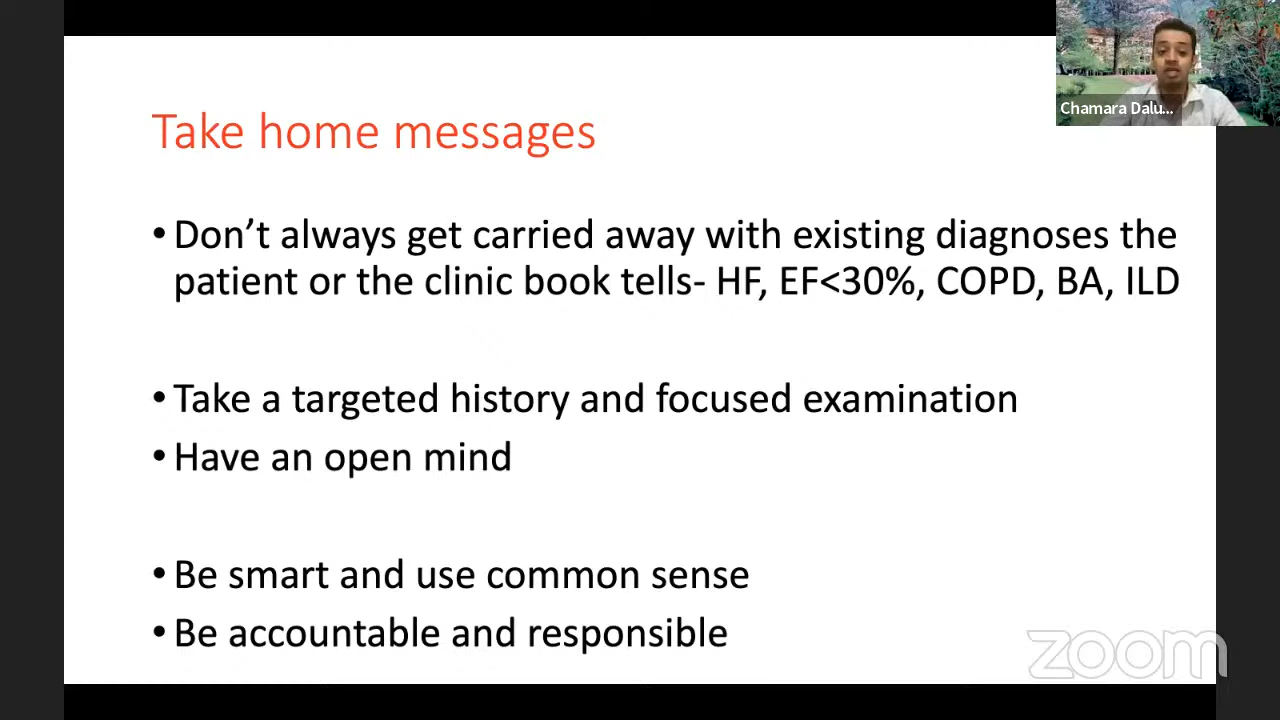 Chamara Dalu...
Take home messages
• Don’t always get carried away with existing diagnoses the
patient or the clinic book tells- HF, EF<30%, COPD, BA, ILD
• Take a targeted history and focused examination
• Have an open mind
• Be smart and use common sense
• Be accountable and responsible
zoom